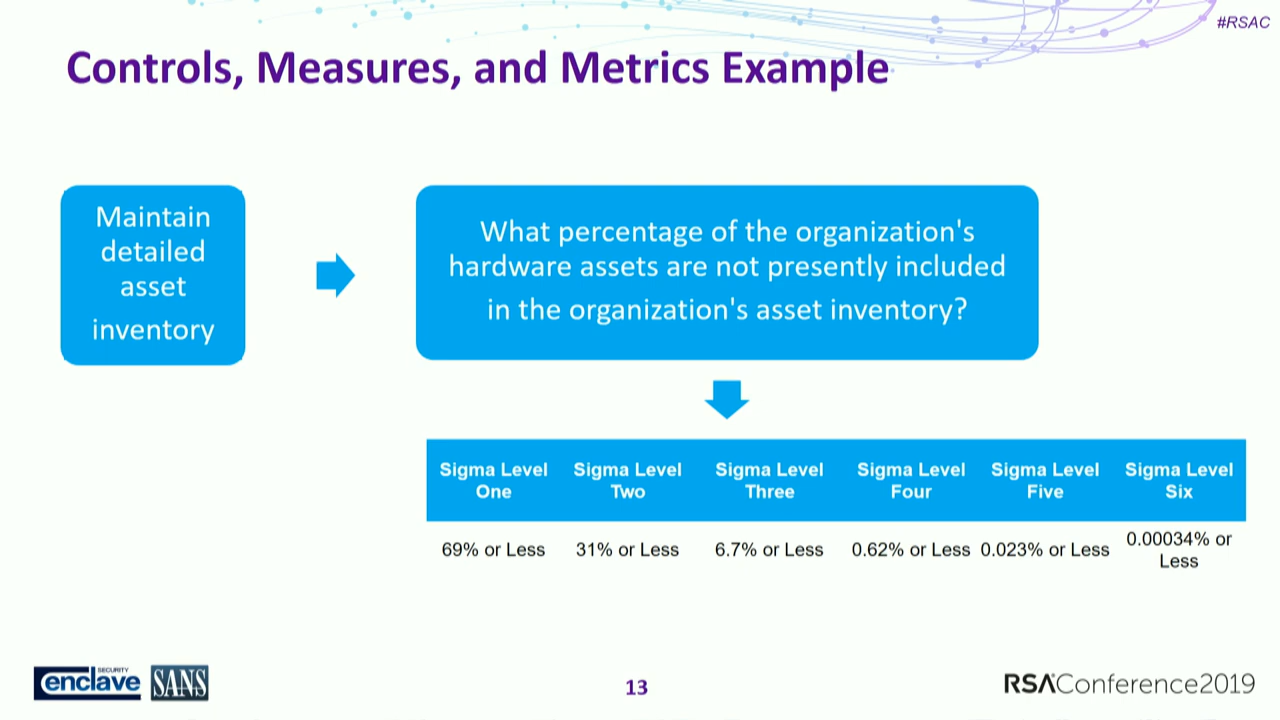 #RSAC
Controls, Measures, and Metrics Example
Maintain
detailed
asset
inventory
What percentage of the organization's
hardware assets are not presently included
in the organization's asset inventory?
Sigma Level One
Sigma Level Two
Sigma Level Three
Sigma Level Four
Sigma Level Five
Sigma Level Six
69% or Less
31% or Less
6.7% or Less
0.62% or Less
0.023% or Less
0.00034% or Less
SECURITY
enclave
SANS
13
RSAConference2019